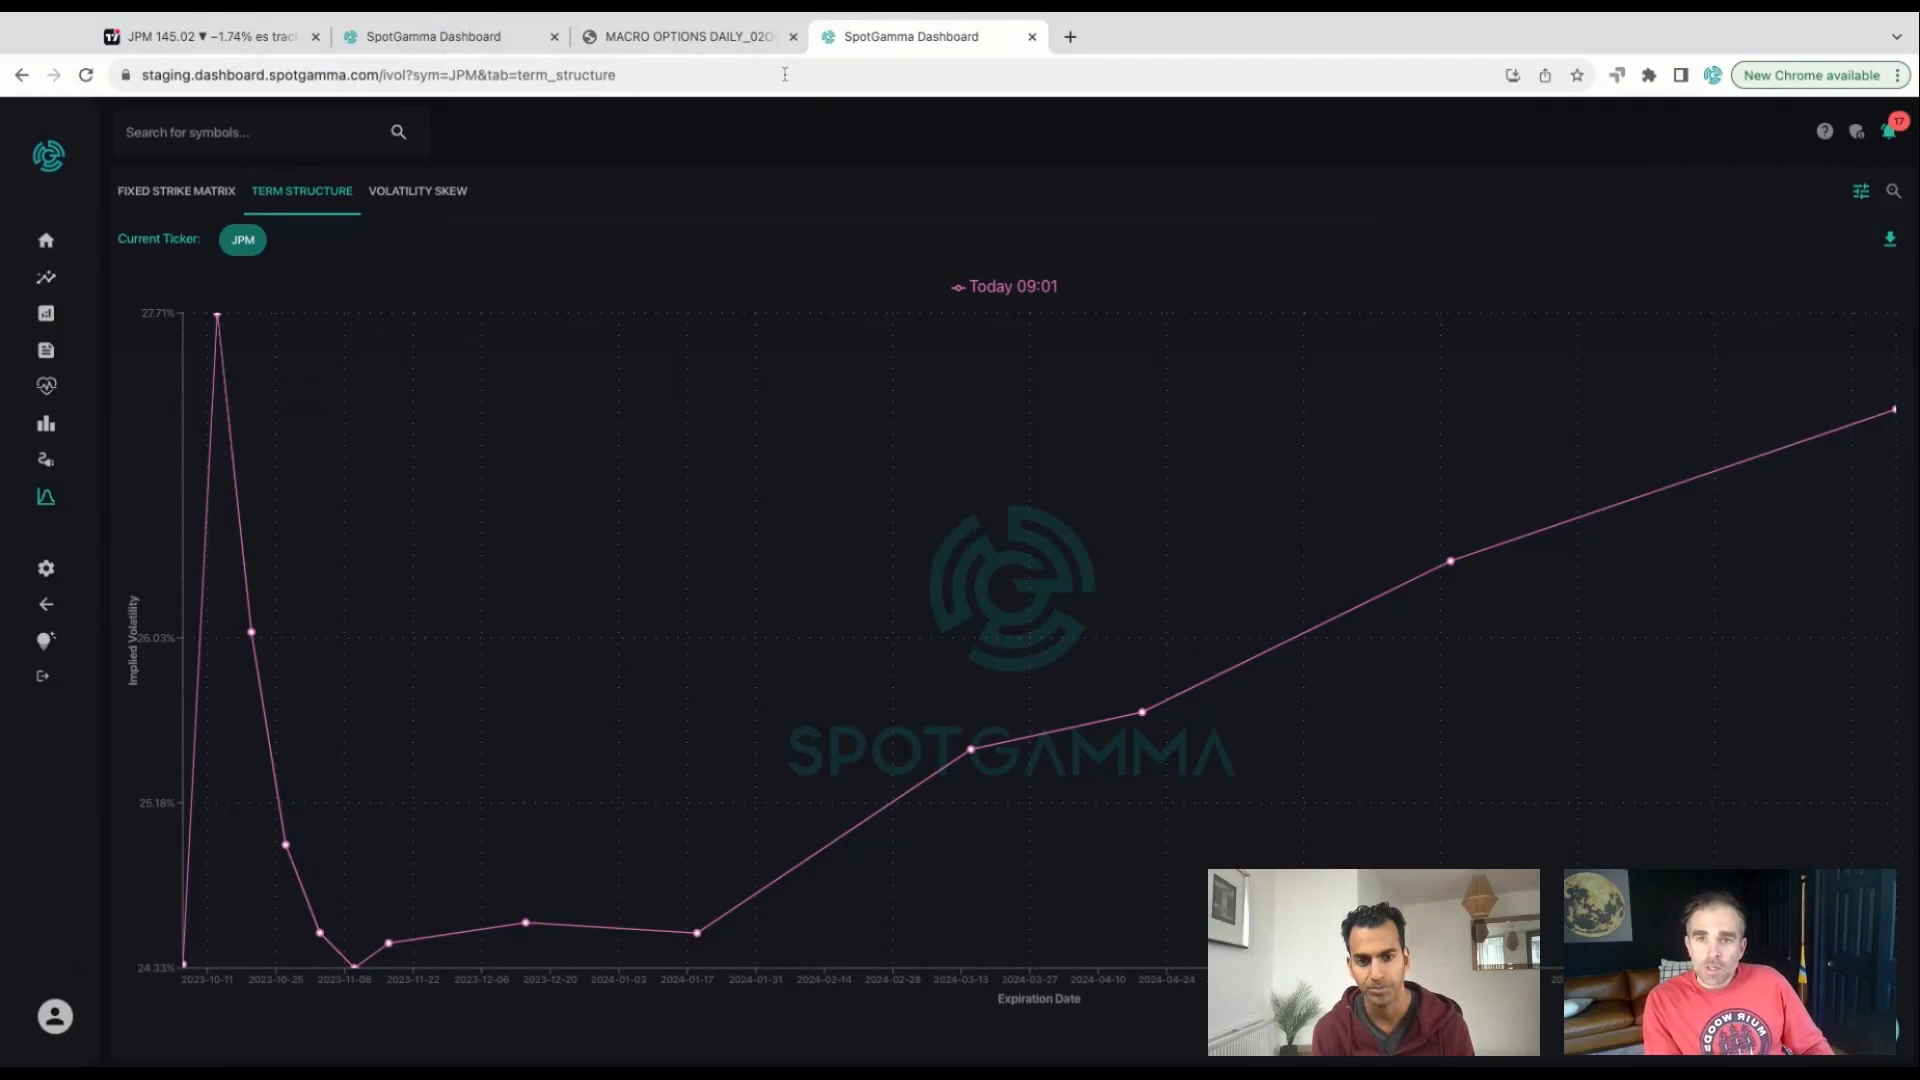 JPM 145.02 ▼ −1.74% es trac
SpotGamma Dashboard
MACRO OPTIONS DAILY_02O
SpotGamma Dashboard
staging.dashboard.spotgamma.com/ivol?sym=JPM&tab=term_structure
New Chrome available
Search for symbols...
17
FIXED STRIKE MATRIX TERM STRUCTURE VOLATILITY SKEW
Current Ticker: JPM
Today 09:01
27.71%
26.03%
25.18%
24.33%
Implied Volatility
SPOTGAMMA
2023-10-11 2023-10-25 2023-11-08 2023-11-22 2023-12-06 2023-12-20 2024-01-03 2024-01-17 2024-01-31 2024-02-14 2024-02-28 2024-03-13 2024-03-27 2024-04-10 2024-04-24
Expiration Date
MUIR WOODS